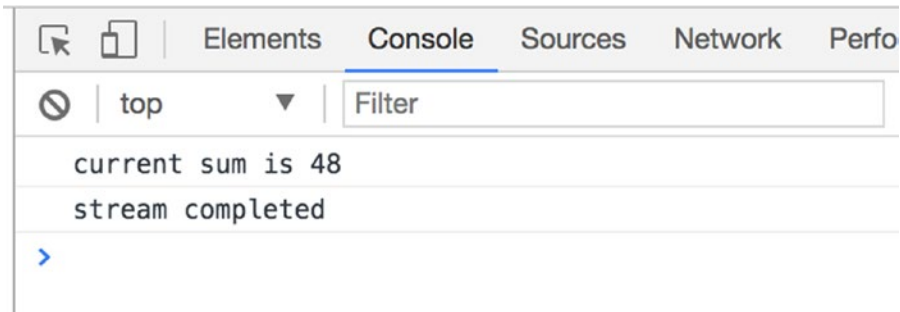 Elements Console Sources Network Perfo
top Filter
current sum is 48
stream completed